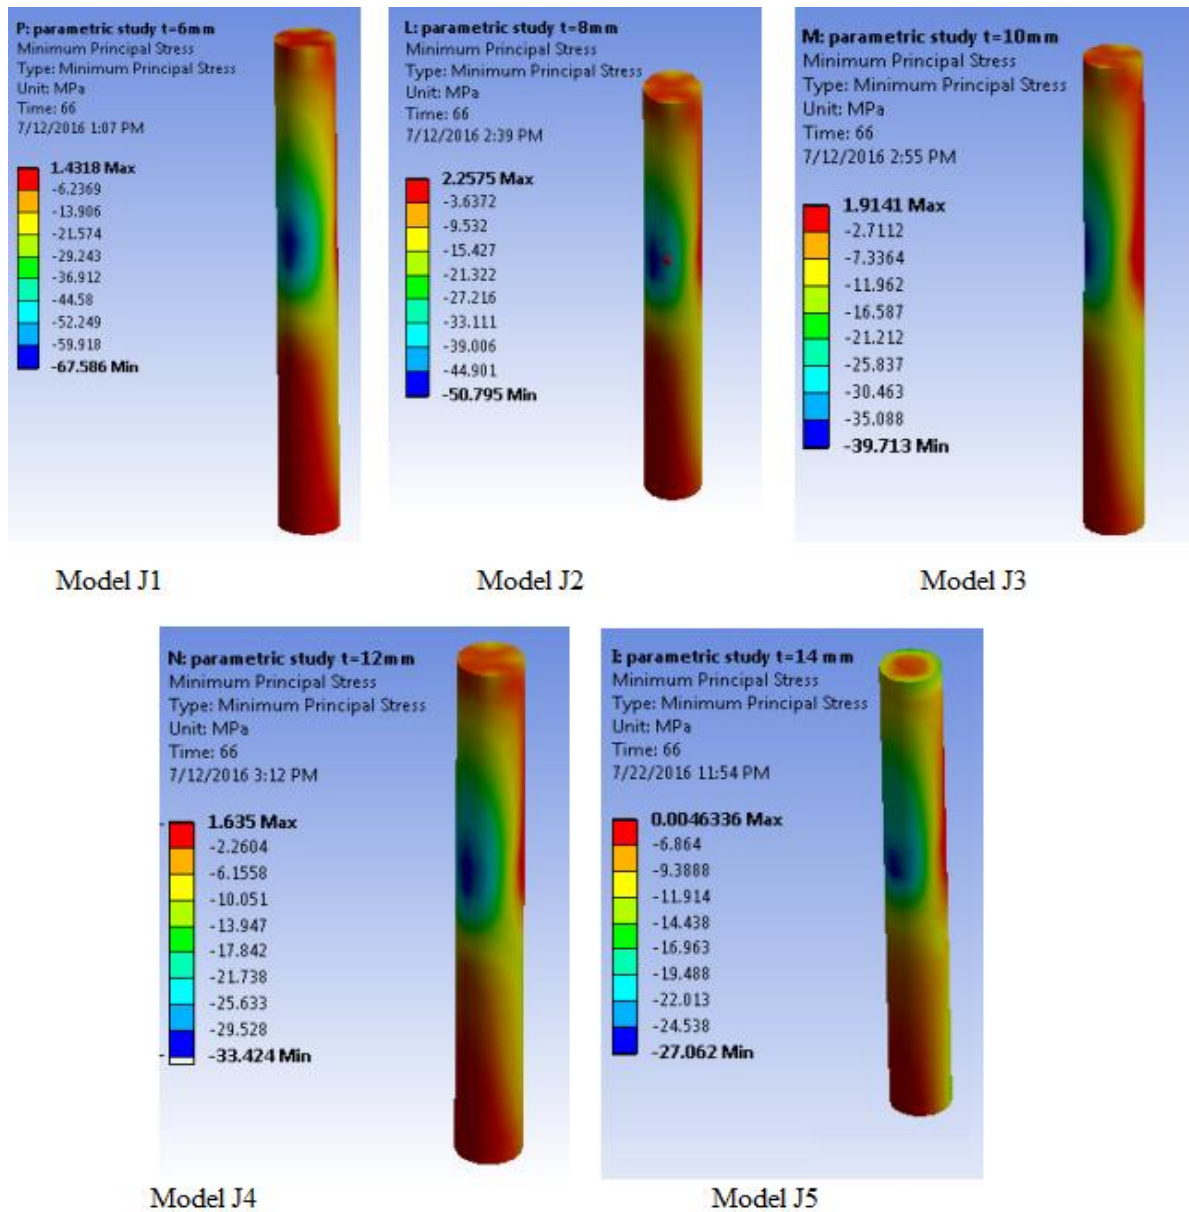 P: parametric study t=6mm
Minimum Principal Stress
Type: Minimum Principal Stress
Unit: MPa
Time: 66
7/12/2016 1:07 PM
1.4318 Max
-6.2369
-13.906
-21.574
-29.243
-36.912
-44.58
-52.249
-59.918
-67.586 Min
Model J1
L: parametric study t=8mm
Minimum Principal Stress
Type: Minimum Principal Stress
Unit: MPa
Time: 66
7/12/2016 2:39 PM
2.2575 Max
-3.6372
-9.532
-15.427
-21.322
-27.216
-33.111
-39.006
-44.901
-50.795 Min
Model J2
M: parametric study t=10mm
Minimum Principal Stress
Type: Minimum Principal Stress
Unit: MPa
Time: 66
7/12/2016 2:55 PM
1.9141 Max
-2.7112
-7.3364
-11.962
-16.587
-21.212
-25.837
-30.463
-35.088
-39.713 Min
Model J3
N: parametric study t=12mm
Minimum Principal Stress
Type: Minimum Principal Stress
Unit: MPa
Time: 66
7/12/2016 3:12 PM
1.635 Max
-2.2604
-6.1558
-10.051
-13.947
-17.842
-21.738
-25.633
-29.528
-33.424 Min
Model J4
I: parametric study t=14 mm
Minimum Principal Stress
Type: Minimum Principal Stress
Unit: MPa
Time: 66
7/22/2016 11:54 PM
0.0046336 Max
-6.864
-9.3888
-11.914
-14.438
-16.963
-19.488
-22.013
-24.538
-27.062 Min
Model J5